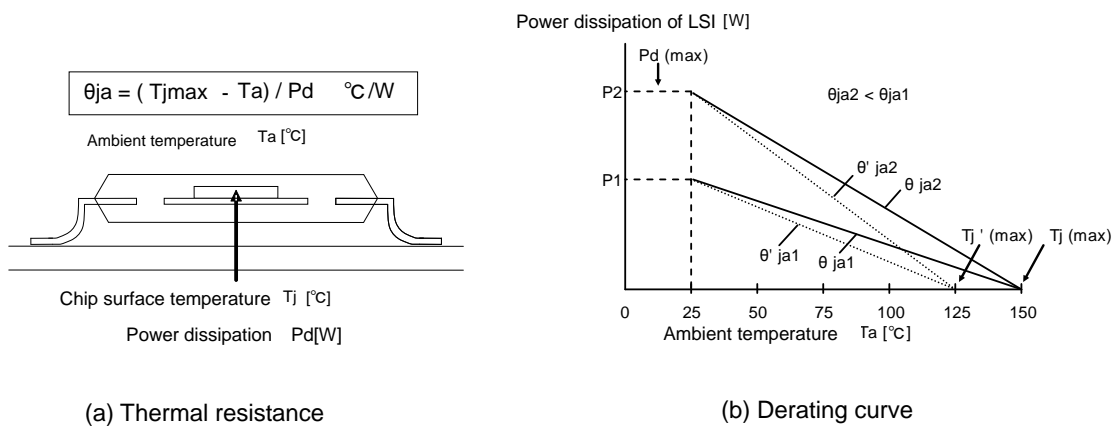 θja = ( Tjmax - Ta) / Pd ℃/W
Ambient temperature Ta [℃]
Chip surface temperature Tj [℃]
Power dissipation Pd[W]
(a) Thermal resistance
Power dissipation of LSI [W]
Pd (max)
P2
θja2 < θja1
P1
θ' ja2
θ ja2
Tj ' (max)
Tj (max)
θ' ja1
θ ja1
0 25 50 75 100 125 150
Ambient temperature Ta [℃]
(b) Derating curve